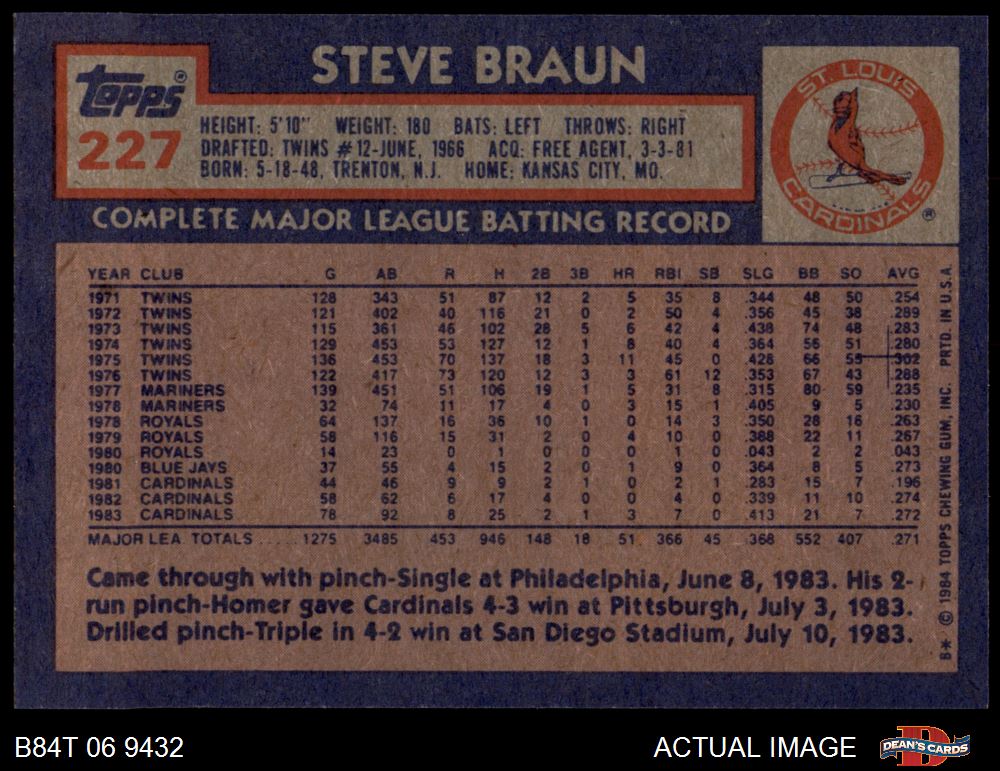 STEVE BRAUN
Topps®
227
HEIGHT: 5'10" WEIGHT: 180 BATS: LEFT THROWS: RIGHT
DRAFTED: TWINS #12-JUNE, 1966 ACQ: FREE AGENT, 3-3-81
BORN: 5-18-48, TRENTON, N.J. HOME: KANSAS CITY, MO.
ST. LOUIS
CARDINALS ®
COMPLETE MAJOR LEAGUE BATTING RECORD
YEAR CLUB G AB R H 2B 3B HR RBI SB SLG BB SO AVG
1971 TWINS 128 343 51 87 12 2 5 35 8 .344 48 50 .254
1972 TWINS 121 402 40 116 21 0 2 50 4 .356 45 38 .289
1973 TWINS 115 361 46 102 28 5 6 42 4 .438 74 48 .283
1974 TWINS 129 453 53 127 12 1 8 40 4 .364 56 51 .280
1975 TWINS 136 453 70 137 18 3 11 45 0 .428 66 55 .302
1976 TWINS 122 417 73 120 12 3 3 61 12 .353 67 43 .288
1977 MARINERS 139 451 51 106 19 1 5 31 8 .315 80 59 .235
1978 MARINERS 32 74 11 17 4 0 3 15 1 .405 9 5 .230
1978 ROYALS 64 137 16 36 10 1 0 14 3 .350 28 16 .263
1979 ROYALS 58 116 15 31 2 0 4 10 0 .388 22 11 .267
1980 ROYALS 14 23 0 1 0 0 0 0 0 .043 2 2 .043
1980 BLUE JAYS 37 55 4 15 2 0 1 9 0 .364 8 5 .273
1981 CARDINALS 44 46 9 9 2 1 0 2 1 .283 15 7 .196
1982 CARDINALS 58 62 6 17 4 0 0 4 0 .339 11 10 .274
1983 CARDINALS 78 92 8 25 2 1 3 7 0 .413 21 7 .272
MAJOR LEA. TOTALS ..... 1275 3485 453 946 148 18 51 366 45 .368 552 407 .271
Came through with pinch-Single at Philadelphia, June 8, 1983. His 2-
run pinch-Homer gave Cardinals 4-3 win at Pittsburgh, July 3, 1983.
Drilled pinch-Triple in 4-2 win at San Diego Stadium, July 10, 1983.
B* © 1984 TOPPS CHEWING GUM, INC. PRTD. IN U.S.A.
B84T 06 9432
ACTUAL IMAGE
B
DEAN'S CARDS